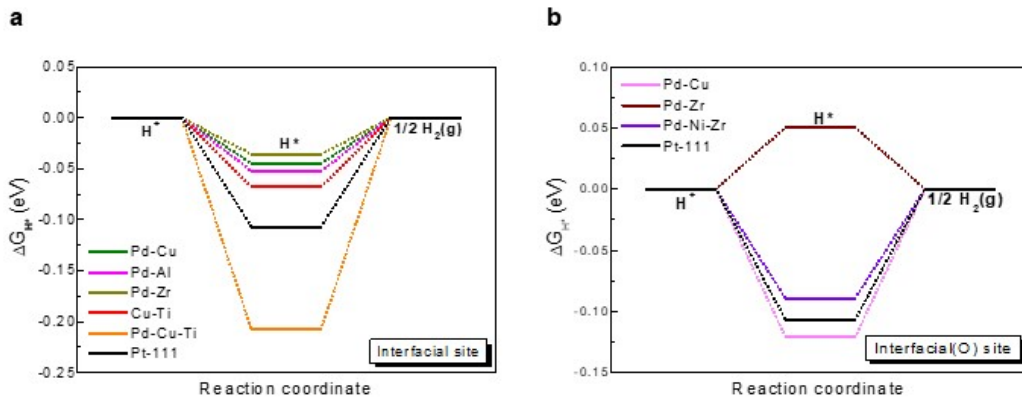 a
0.05
0.00
-0.05
-0.10
-0.15
-0.20
-0.25
ΔG_H* (eV)
H⁺
H*
1/2 H₂(g)
Pd-Cu
Pd-Al
Pd-Zr
Cu-Ti
Pd-Cu-Ti
Pt-111
Interfacial site
Reaction coordinate
b
0.10
0.05
0.00
-0.05
-0.10
-0.15
ΔG_H* (eV)
Pd-Cu
Pd-Zr
Pd-Ni-Zr
Pt-111
H*
H⁺
1/2 H₂(g)
Interfacial(O) site
Reaction coordinate